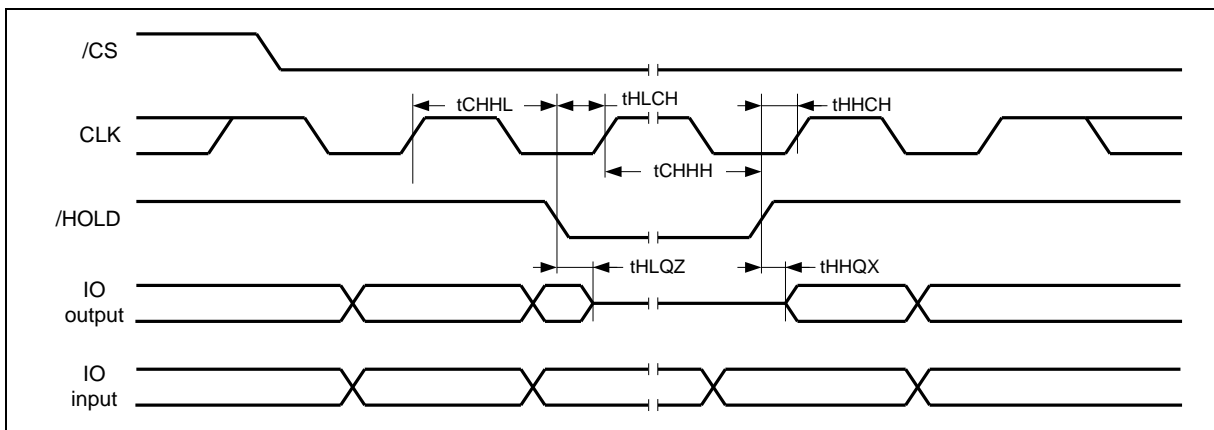 /CS
tCHHL
tHLCH
tHHCH
CLK
tCHHH
/HOLD
tHLQZ
tHHQX
IO
output
IO
input